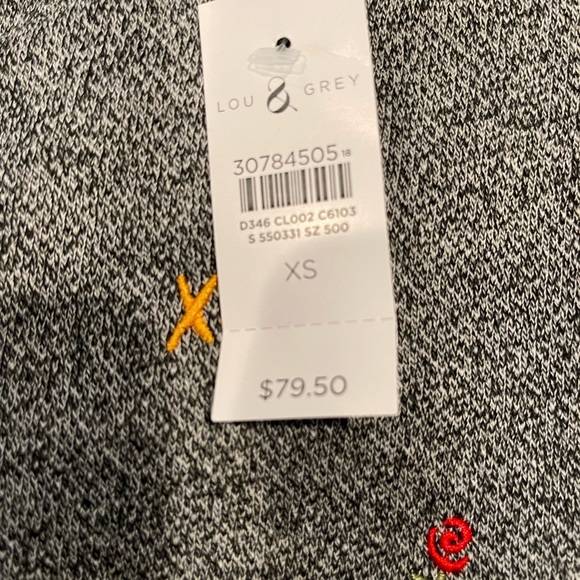 LOU & GREY
30784505 18
D346 CL002 C6103
S 550331 SZ 500
XS
X
$79.50